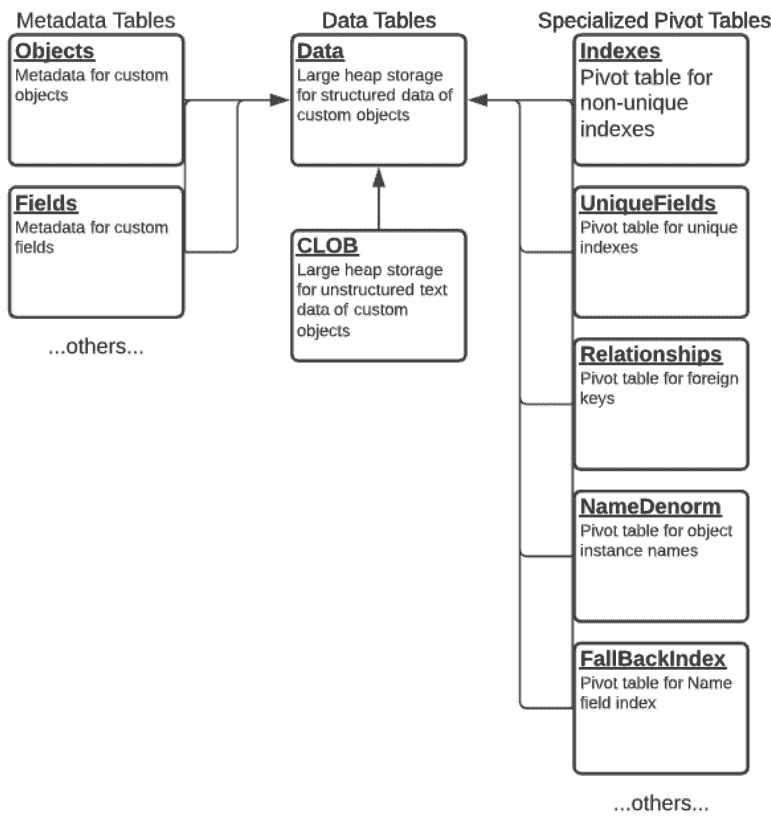 Metadata Tables
Objects
Metadata for custom
objects
Fields
Metadata for custom
fields
...others...
Data Tables
Data
Large heap storage
for structured data of
custom objects
CLOB
Large heap storage
for unstructured text
data of custom
objects
Specialized Pivot Tables
Indexes
Pivot table for
non-unique
indexes
UniqueFields
Pivot table for unique
indexes
Relationships
Pivot table for foreign
keys
NameDenorm
Pivot table for object
instance names
FallBackIndex
Pivot table for Name
field index
...others...